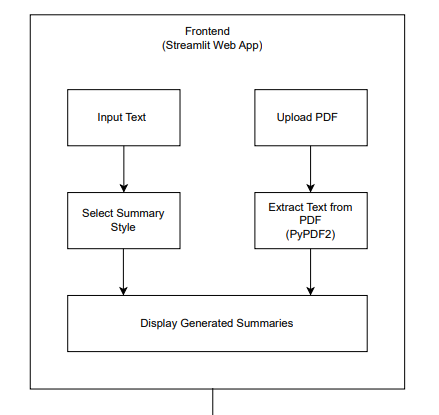 Frontend
(Streamlit Web App)
Input Text
Upload PDF
Select Summary
Style
Extract Text from
PDF
(PyPDF2)
Display Generated Summaries